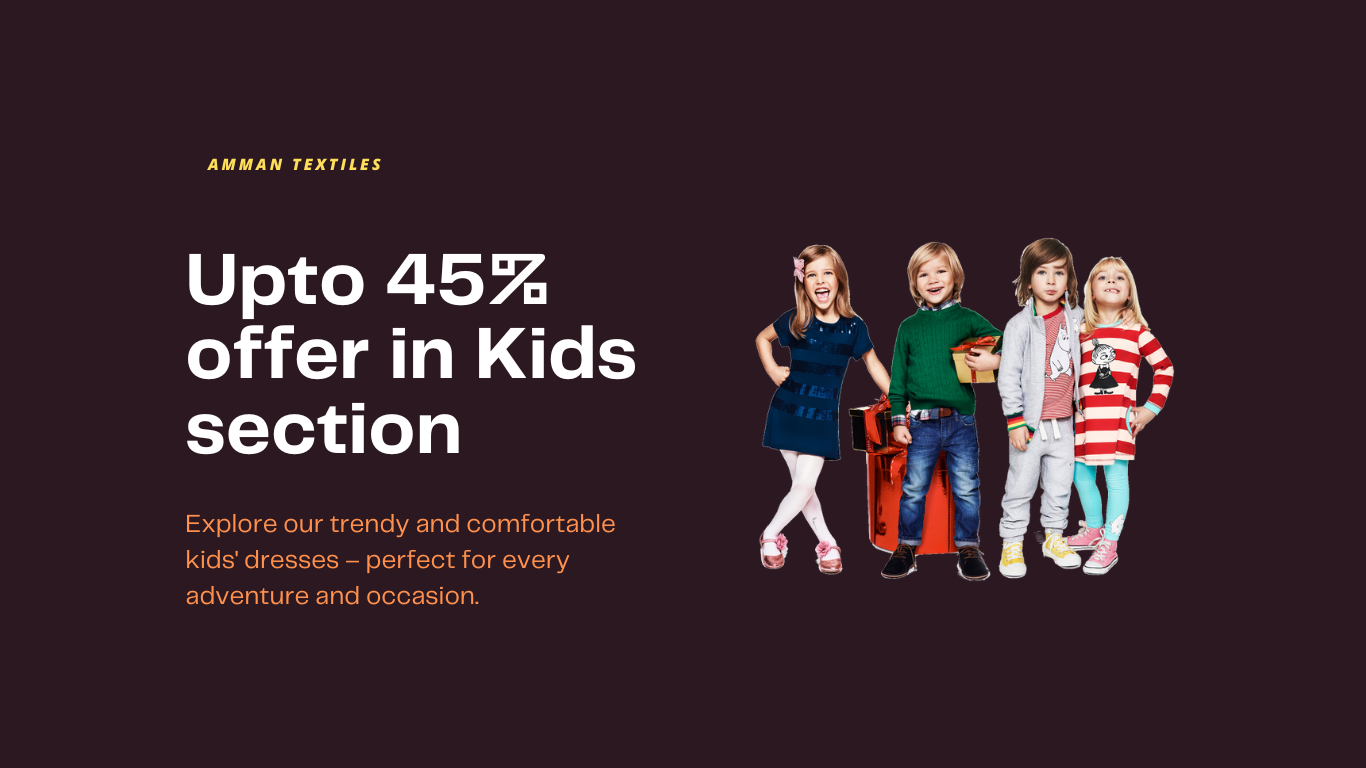 AMMAN TEXTILES
Upto 45%
offer in Kids
section
Explore our trendy and comfortable
kids' dresses – perfect for every
adventure and occasion.